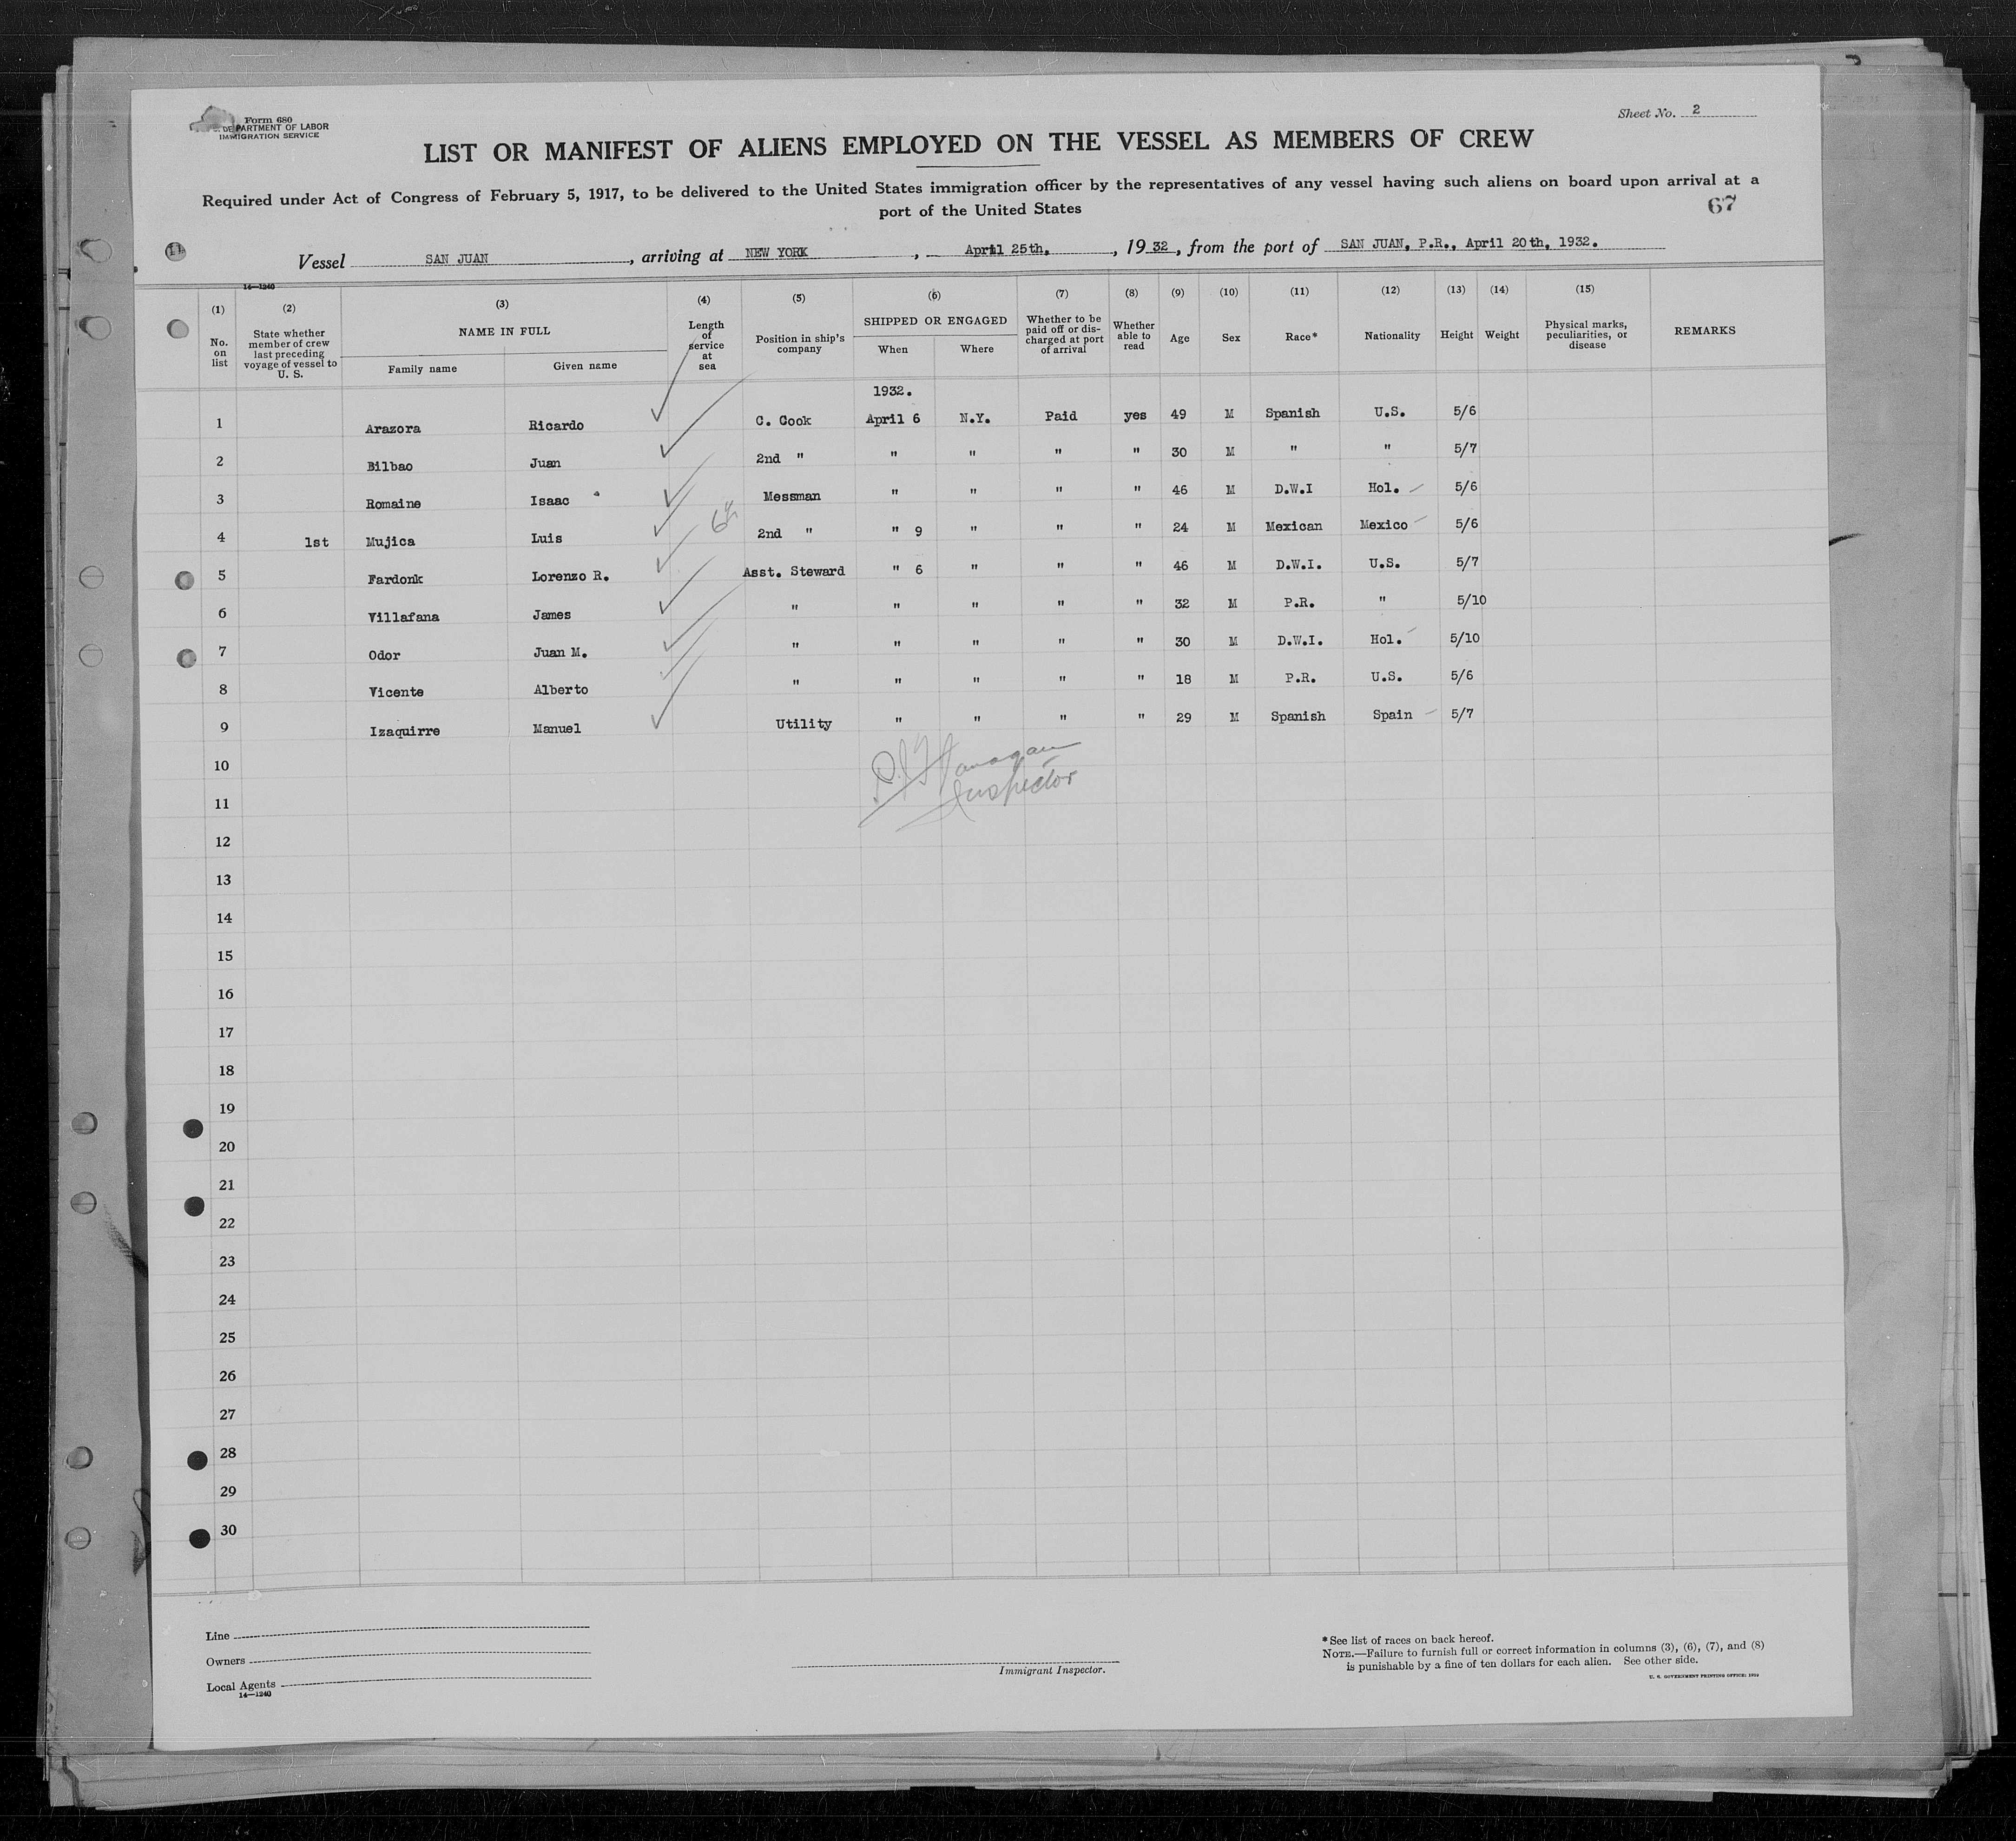 Form 680
DEPARTMENT OF LABOR
IMMIGRATION SERVICE
Sheet No. 2
LIST OR MANIFEST OF ALIENS EMPLOYED ON THE VESSEL AS MEMBERS OF CREW
Required under Act of Congress of February 5, 1917, to be delivered to the United States immigration officer by the representatives of any vessel having such aliens on board upon arrival at a
port of the United States
67
11
Vessel SAN JUAN, arriving at NEW YORK, April 25th, 1932, from the port of SAN JUAN, P.R., April 20th, 1932.
14—1240
(1) (2) (3) (4) (5) (6) (7) (8) (9) (10) (11) (12) (13) (14) (15)
No. on list
State whether member of crew last preceding voyage of vessel to U. S.
NAME IN FULL
Family name Given name
Length of service at sea
Position in ship's company
SHIPPED OR ENGAGED
When Where
Whether to be paid off or discharged at port of arrival
Whether able to read
Age Sex Race* Nationality Height Weight
Physical marks, peculiarities, or disease
REMARKS
1932.
1 Arazora Ricardo C. Cook April 6 N.Y. Paid yes 49 M Spanish U.S. 5/6
2 Bilbao Juan 2nd " " " " " 30 M " " 5/7
3 Romaine Isaac Messman " " " " 46 M D.W.I Hol. 5/6
4 1st Mujica Luis 2nd " " 9 " " " 24 M Mexican Mexico 5/6
5 Fardonk Lorenzo R. Asst. Steward " 6 " " " 46 M D.W.I. U.S. 5/7
6 Villafana James " " " " " 32 M P.R. " 5/10
7 Odor Juan M. " " " " " 30 M D.W.I. Hol. 5/10
8 Vicente Alberto " " " " " 18 M P.R. U.S. 5/6
9 Izaquirre Manuel Utility " " " " 29 M Spanish Spain 5/7
10
11
Inspector
12
13
14
15
16
17
18
19
20
21
22
23
24
25
26
27
28
29
30
Line
Owners
Local Agents
14—1240
Immigrant Inspector.
*See list of races on back hereof.
NOTE.—Failure to furnish full or correct information in columns (3), (6), (7), and (8)
is punishable by a fine of ten dollars for each alien. See other side.